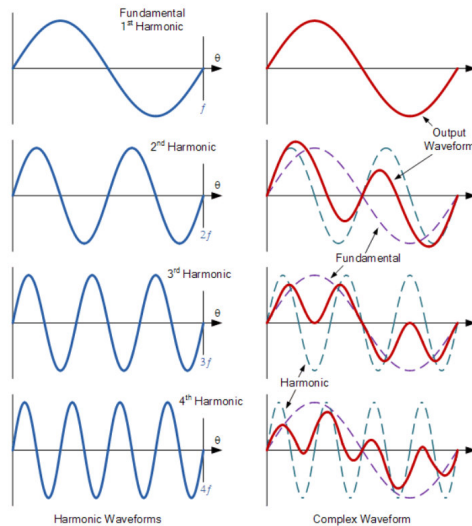 Fundamental
1st Harmonic
θ
f
Output
Waveform
2nd Harmonic
θ
2f
Fundamental
3rd Harmonic
θ
3f
Harmonic
4th Harmonic
θ
4f
Harmonic Waveforms
Complex Waveform